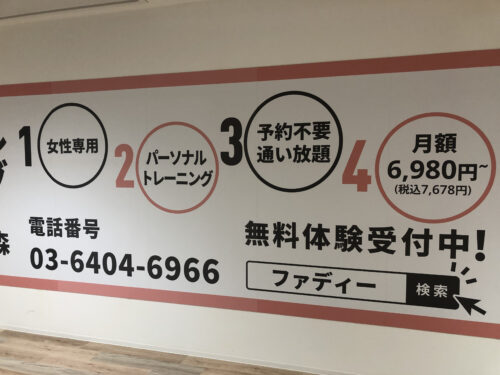 1
女性専用
2
パーソナル
トレーニング
3
予約不要
通い放題
4
月額
6,980円~
(税込7,678円)
森
電話番号
03-6404-6966
無料体験受付中!
ファディー
検索